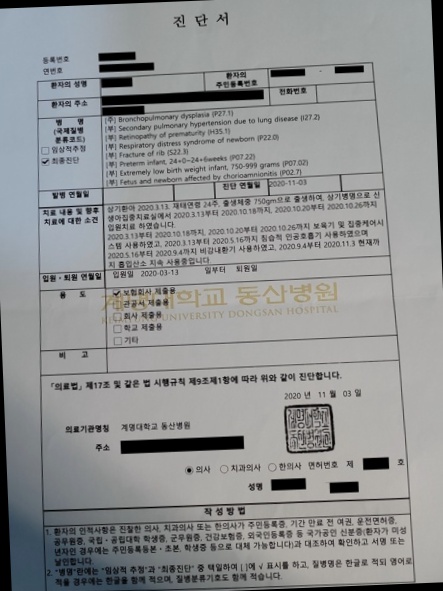 진 단 서
등록번호
연번호
환자의 성명
환자의
주민등록번호
-
환자의 주소
전화번호
병 명
(국제질병
분류코드)
☐ 임상적추정
☑ 최종진단
(주) Bronchopulmonary dysplasia (P27.1)
(부) Secondary pulmonary hypertension due to lung disease (I27.2)
(부) Retinopathy of prematurity (H35.1)
(부) Respiratory distress syndrome of newborn (P22.0)
(부) Fracture of rib (S22.3)
(부) Preterm infant, 24+0~24+6weeks (P07.22)
(부) Extremely low birth weight infant, 750-999 grams (P07.02)
(부) Fetus and newborn affected by chorioamnionitis (P02.7)
발병 연월일
진단 연월일
2020-11-03
치료 내용 및 향후
치료에 대한 소견
상기환아 2020.3.13. 재태연령 24주, 출생체중 750gm으로 출생하여, 상기병명으로 신
생아집중치료실에서 2020.3.13부터 2020.10.18까지, 2020.10.20부터 2020.10.26까지
입원치료 하였습니다.
2020.3.13부터 2020.10.18까지, 2020.10.20부터 2020.10.26까지 보육기 및 집중케어시
스템 사용하였고, 2020.3.13부터 2020.5.16까지 침습적 인공호흡기 사용하였으며
2020.5.16부터 2020.9.4까지 비강내환기 사용하였습니다. 2020.9.4부터 2020.11.3 현재까
지 흡입산소 지속 사용중입니다.
입원 · 퇴원 연월일
입원일 2020-03-13 일부터 퇴원일
용 도
☑ 보험회사 제출용
☐ 관공서 제출용
☐ 회사 제출용
☐ 학교 제출용
☐ 기타
계명대학교 동산병원
KEIMYUNG UNIVERSITY DONGSAN HOSPITAL
비 고
「의료법」 제17조 및 같은 법 시행규칙 제9조제1항에 따라 위와 같이 진단합니다.
2020 년 11 월 03 일
의료기관명칭 계명대학교 동산병원
주소
◉ 의사 ○ 치과의사 ○ 한의사 면허번호 제 호
성명
작 성 방 법
1. 환자의 인적사항은 진찰한 의사, 치과의사 또는 한의사가 주민등록증, 기간 만료 전 여권, 운전면허증,
공무원증, 국립 · 공립대학 학생증, 군무원증, 건강보험증, 외국인등록증 등 국가공인 신분증(환자가 미성
년자인 경우에는 주민등록등본 · 초본, 학생증 등으로 대체 가능합니다)과 대조하여 확인하고 서명 또는
날인합니다.
2. "병명"란에는 "임상적 추정"과 "최종진단" 중 택일하여 [ ]에 √ 표시를 하고, 질병명은 한글로 적되 영어로
적을 경우에는 한글을 함께 적으며, 질병분류기호도 함께 적습니다.